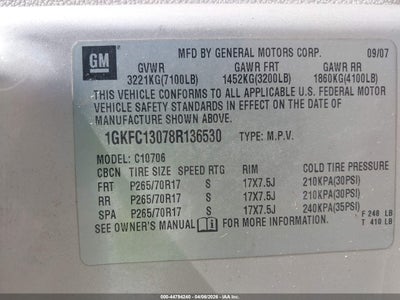 GM
MFD BY GENERAL MOTORS CORP. 09/07
GVWR GAWR FRT GAWR RR
3221KG(7100LB) 1452KG(3200LB) 1860KG(4100LB)
THIS VEHICLE CONFORMS TO ALL APPLICABLE U.S. FEDERAL MOTOR
VEHICLE SAFETY STANDARDS IN EFFECT ON THE DATE OF
MANUFACTURE SHOWN ABOVE.
1GKFC13078R136530 TYPE: M.P.V.
MODEL: C10706
CBCN TIRE SIZE SPEED RTG RIM COLD TIRE PRESSURE
FRT P265/70R17 S 17X7.5J 210KPA(30PSI)
RR P265/70R17 S 17X7.5J 210KPA(30PSI)
SPA P265/70R17 S 17X7.5J 240KPA(35PSI)
SEE OWNER'S MANUAL FOR MORE INFORMATION.
F 248 LB
T 410 LB
000-44784240 - 04/06/2026 - www.iaai.com